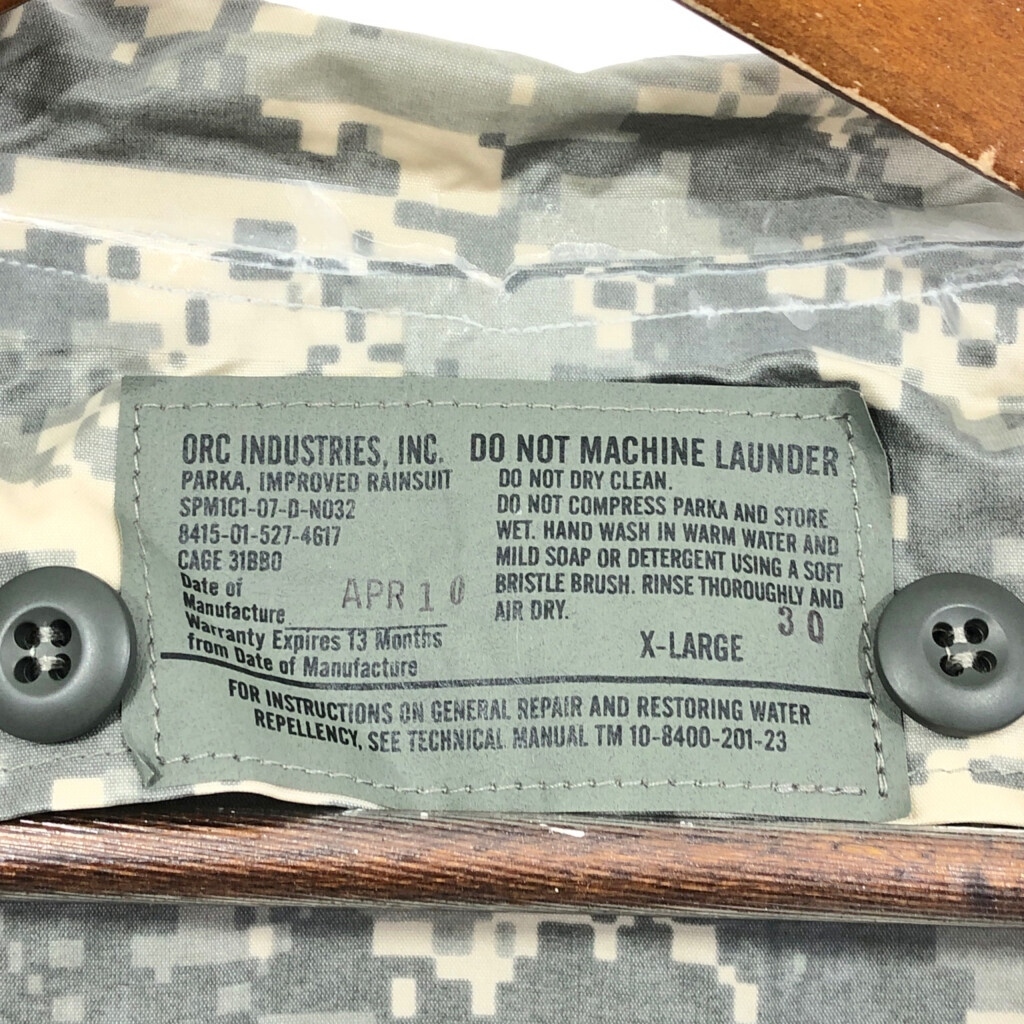 ORC INDUSTRIES, INC.
PARKA, IMPROVED RAINSUIT
SPM1C1-07-D-N032
8415-01-527-4617
CAGE 31BB0
Date of
Manufacture APR 10
Warranty Expires 13 Months
from Date of Manufacture
DO NOT MACHINE LAUNDER
DO NOT DRY CLEAN.
DO NOT COMPRESS PARKA AND STORE
WET. HAND WASH IN WARM WATER AND
MILD SOAP OR DETERGENT USING A SOFT
BRISTLE BRUSH. RINSE THOROUGHLY AND
AIR DRY.
30
X-LARGE
FOR INSTRUCTIONS ON GENERAL REPAIR AND RESTORING WATER
REPELLENCY, SEE TECHNICAL MANUAL TM 10-8400-201-23